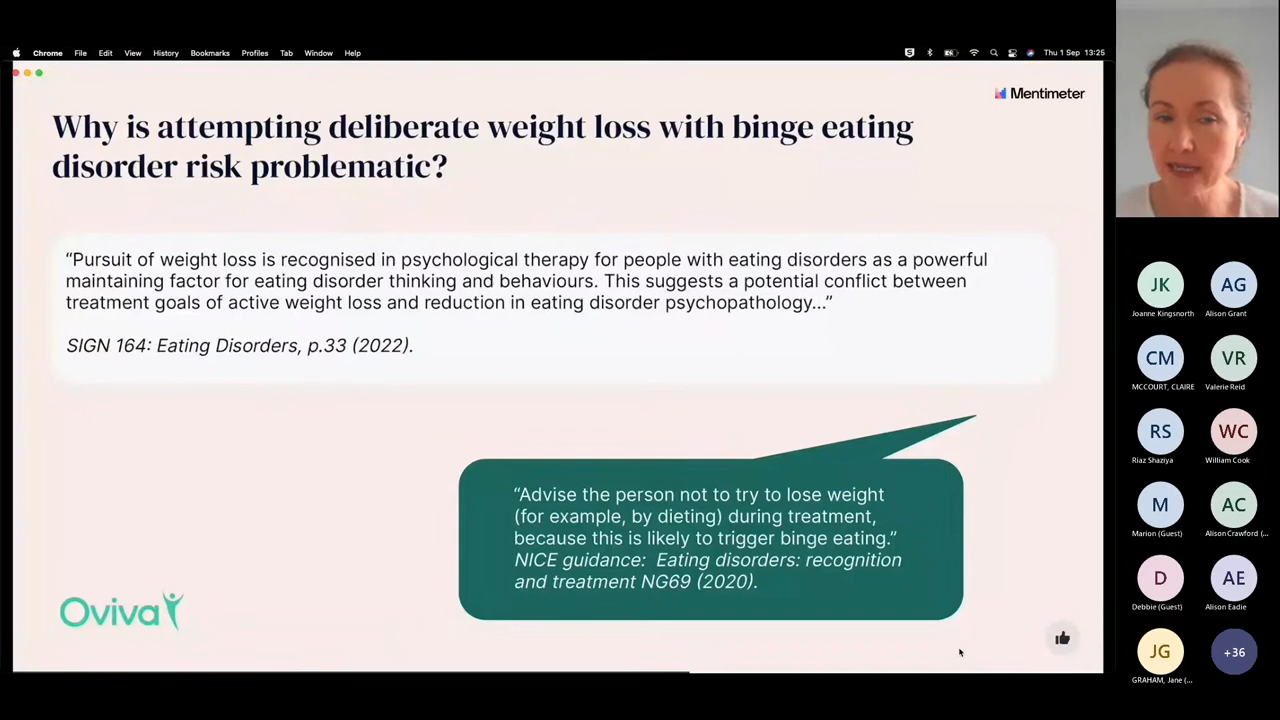 Chrome File Edit View History Bookmarks Profiles Tab Window Help
Thu 1 Sep 13:25
Mentimeter
Why is attempting deliberate weight loss with binge eating
disorder risk problematic?
“Pursuit of weight loss is recognised in psychological therapy for people with eating disorders as a powerful
maintaining factor for eating disorder thinking and behaviours. This suggests a potential conflict between
treatment goals of active weight loss and reduction in eating disorder psychopathology...”
SIGN 164: Eating Disorders, p.33 (2022).
“Advise the person not to try to lose weight
(for example, by dieting) during treatment,
because this is likely to trigger binge eating.”
NICE guidance: Eating disorders: recognition
and treatment NG69 (2020).
Oviva
JK AG
Joanne Kingsnorth Alison Grant
CM VR
MCCOURT, CLAIRE Valerie Reid
RS WC
Riaz Shaziya William Cook
M AC
Marion (Guest) Alison Crawford (...
D AE
Debbie (Guest) Alison Eadie
JG +36
GRAHAM, Jane (...